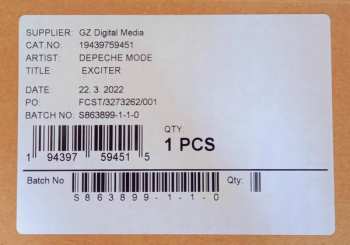 SUPPLIER: GZ Digital Media
CAT.NO: 19439759451
ARTIST: DEPECHE MODE
TITLE EXCITER
DATE: 22. 3. 2022
PO: FCST/3273262/001
BATCH NO: S863899-1-1-0
QTY
1 PCS
1 94397 59451 5
Batch No Qty:
S863899-1-1-0